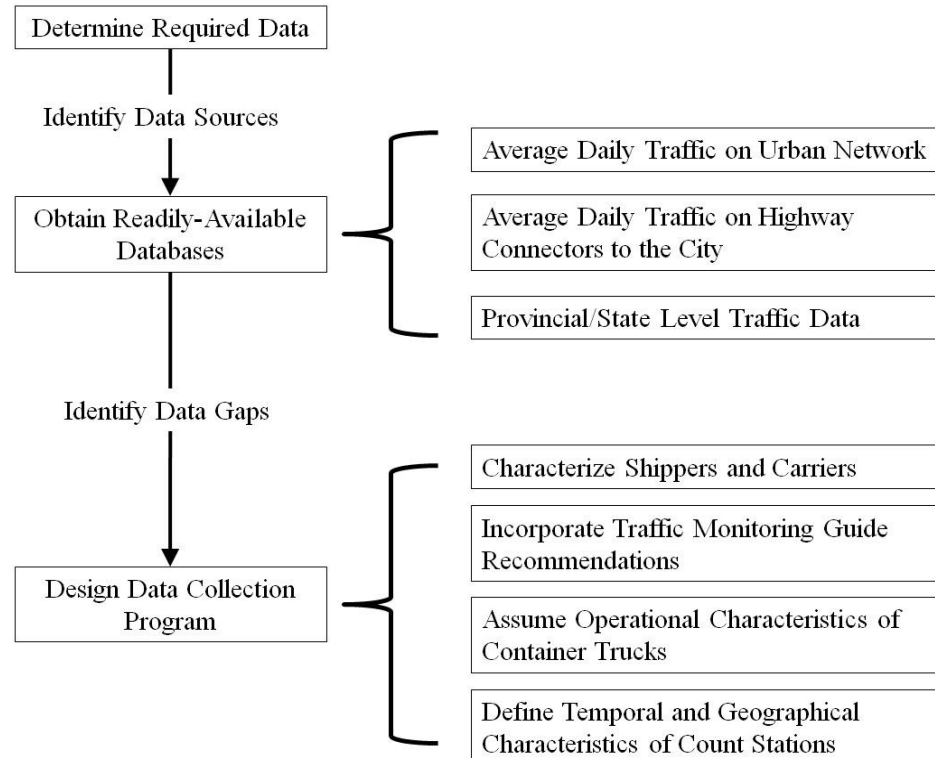 Determine Required Data
Identify Data Sources
Obtain Readily-Available
Databases
Average Daily Traffic on Urban Network
Average Daily Traffic on Highway
Connectors to the City
Provincial/State Level Traffic Data
Identify Data Gaps
Design Data Collection
Program
Characterize Shippers and Carriers
Incorporate Traffic Monitoring Guide
Recommendations
Assume Operational Characteristics of
Container Trucks
Define Temporal and Geographical
Characteristics of Count Stations